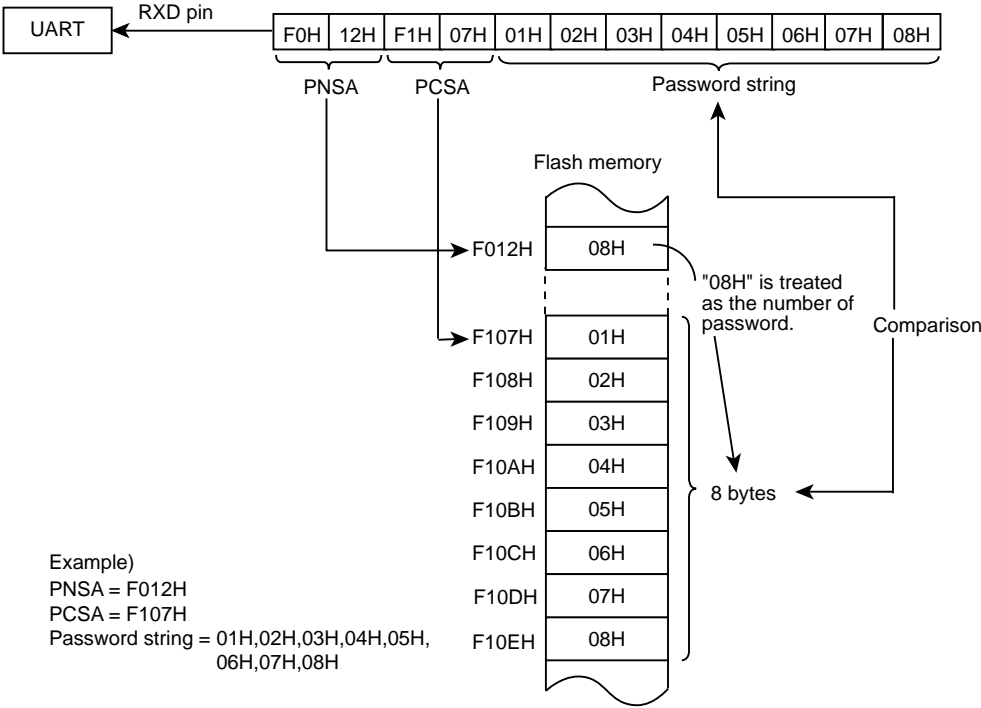 RXD pin
UART
F0H 12H F1H 07H 01H 02H 03H 04H 05H 06H 07H 08H
PNSA
PCSA
Password string
Flash memory
F012H
08H
"08H" is treated
as the number of
password.
Comparison
F107H
01H
F108H
02H
F109H
03H
F10AH
04H
F10BH
05H
F10CH
06H
F10DH
07H
F10EH
08H
8 bytes
Example)
PNSA = F012H
PCSA = F107H
Password string = 01H,02H,03H,04H,05H,
06H,07H,08H